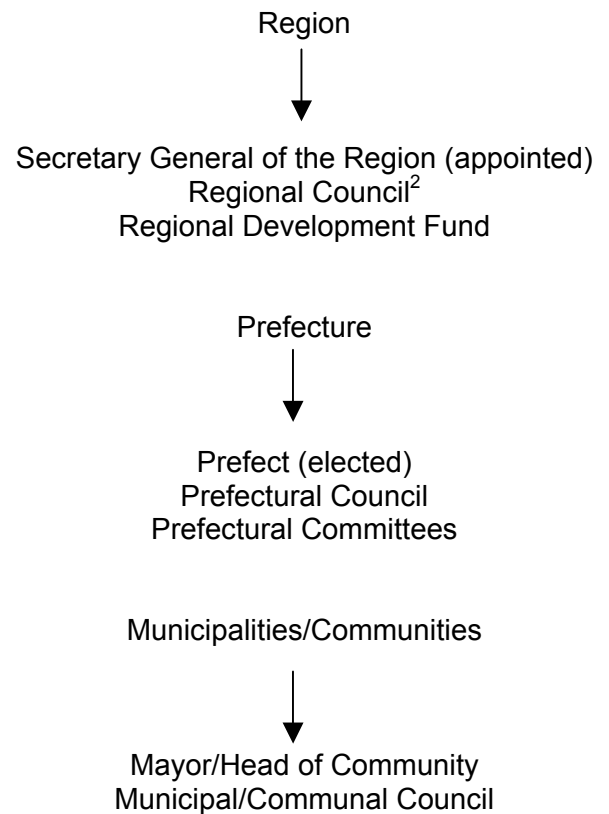 Region
Secretary General of the Region (appointed)
Regional Council²
Regional Development Fund
Prefecture
Prefect (elected)
Prefectural Council
Prefectural Committees
Municipalities/Communities
Mayor/Head of Community
Municipal/Communal Council